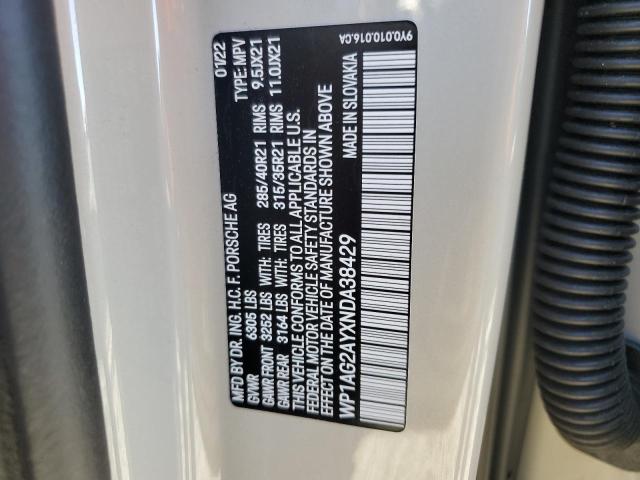 MFD BY DR. ING. H.C. F. PORSCHE AG 01/22
GVWR 6305 LBS TYPE: MPV
GAWR FRONT 3252 LBS WITH: TIRES 285/40R21 RIMS 9.5JX21
GAWR REAR 3164 LBS WITH: TIRES 315/35R21 RIMS 11.0JX21
THIS VEHICLE CONFORMS TO ALL APPLICABLE U.S.
FEDERAL MOTOR VEHICLE SAFETY STANDARDS IN
EFFECT ON THE DATE OF MANUFACTURE SHOWN ABOVE
WP1AG2AYXNDA38429 MADE IN SLOVAKIA
9Y0.010.016.CA